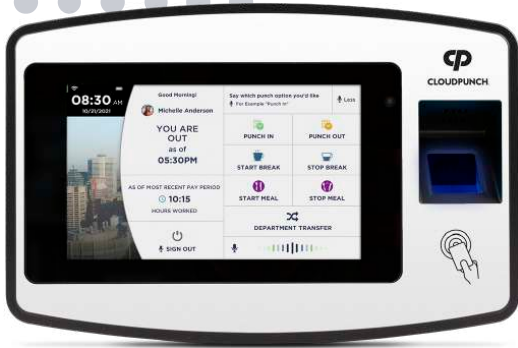 08:30 AM
10/21/2021
Good Morning!
Michelle Anderson
YOU ARE
OUT
as of
05:30PM
AS OF MOST RECENT PAY PERIOD
10:15
HOURS WORKED
SIGN OUT
Say which punch option you'd like
For Example "Punch In"
Less
PUNCH IN
PUNCH OUT
START BREAK
STOP BREAK
START MEAL
STOP MEAL
DEPARTMENT TRANSFER
CP
CLOUDPUNCH